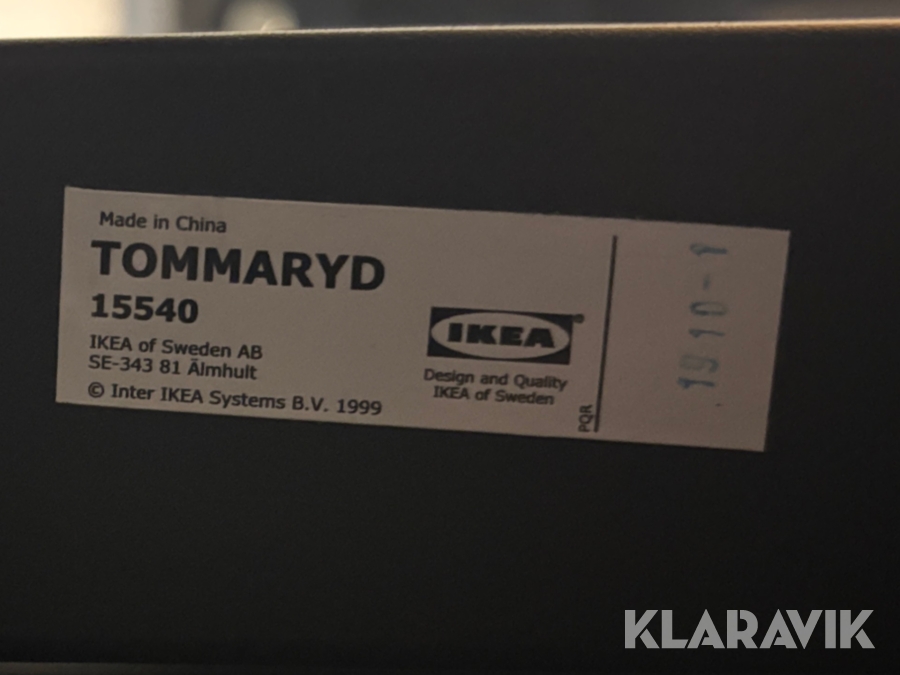 Made in China
TOMMARYD
15540
IKEA of Sweden AB
SE-343 81 Älmhult
© Inter IKEA Systems B.V. 1999
IKEA®
Design and Quality
IKEA of Sweden
PQR
1910-1
KLARAVIK